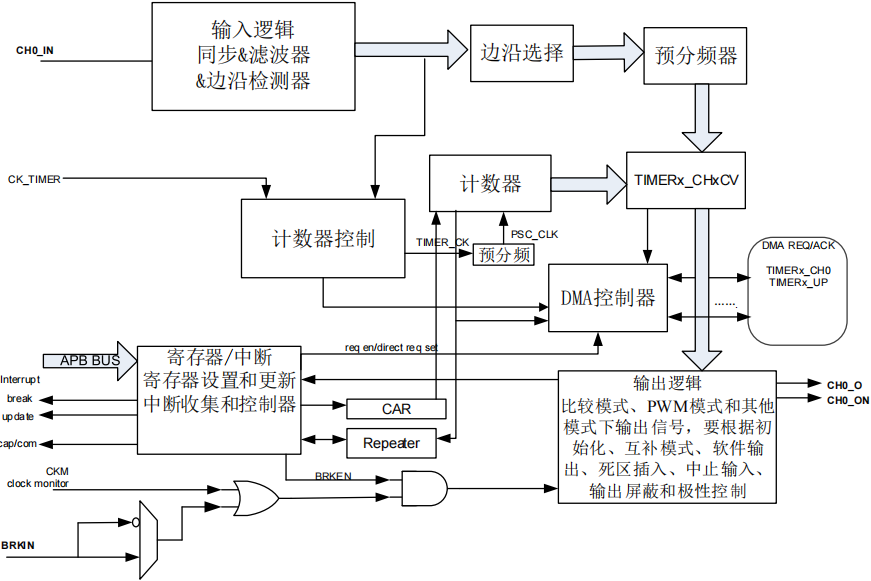 CH0_IN
输入逻辑
同步&滤波器
&边沿检测器
边沿选择
预分频器
CK_TIMER
计数器控制
计数器
TIMERx_CHxCV
TIMER_CK
PSC_CLK
预分频
DMA控制器
DMA REQ/ACK
TIMERx_CH0
TIMERx_UP
.......
APB BUS
寄存器/中断
寄存器设置和更新
中断收集和控制器
req en/direct req set
Interrupt
break
update
cap/com
CAR
Repeater
输出逻辑
比较模式、PWM模式和其他
模式下输出信号，要根据初
始化、互补模式、软件输
出、死区插入、中止输入、
输出屏蔽和极性控制
CH0_O
CH0_ON
CKM
clock monitor
BRKEN
BRKIN